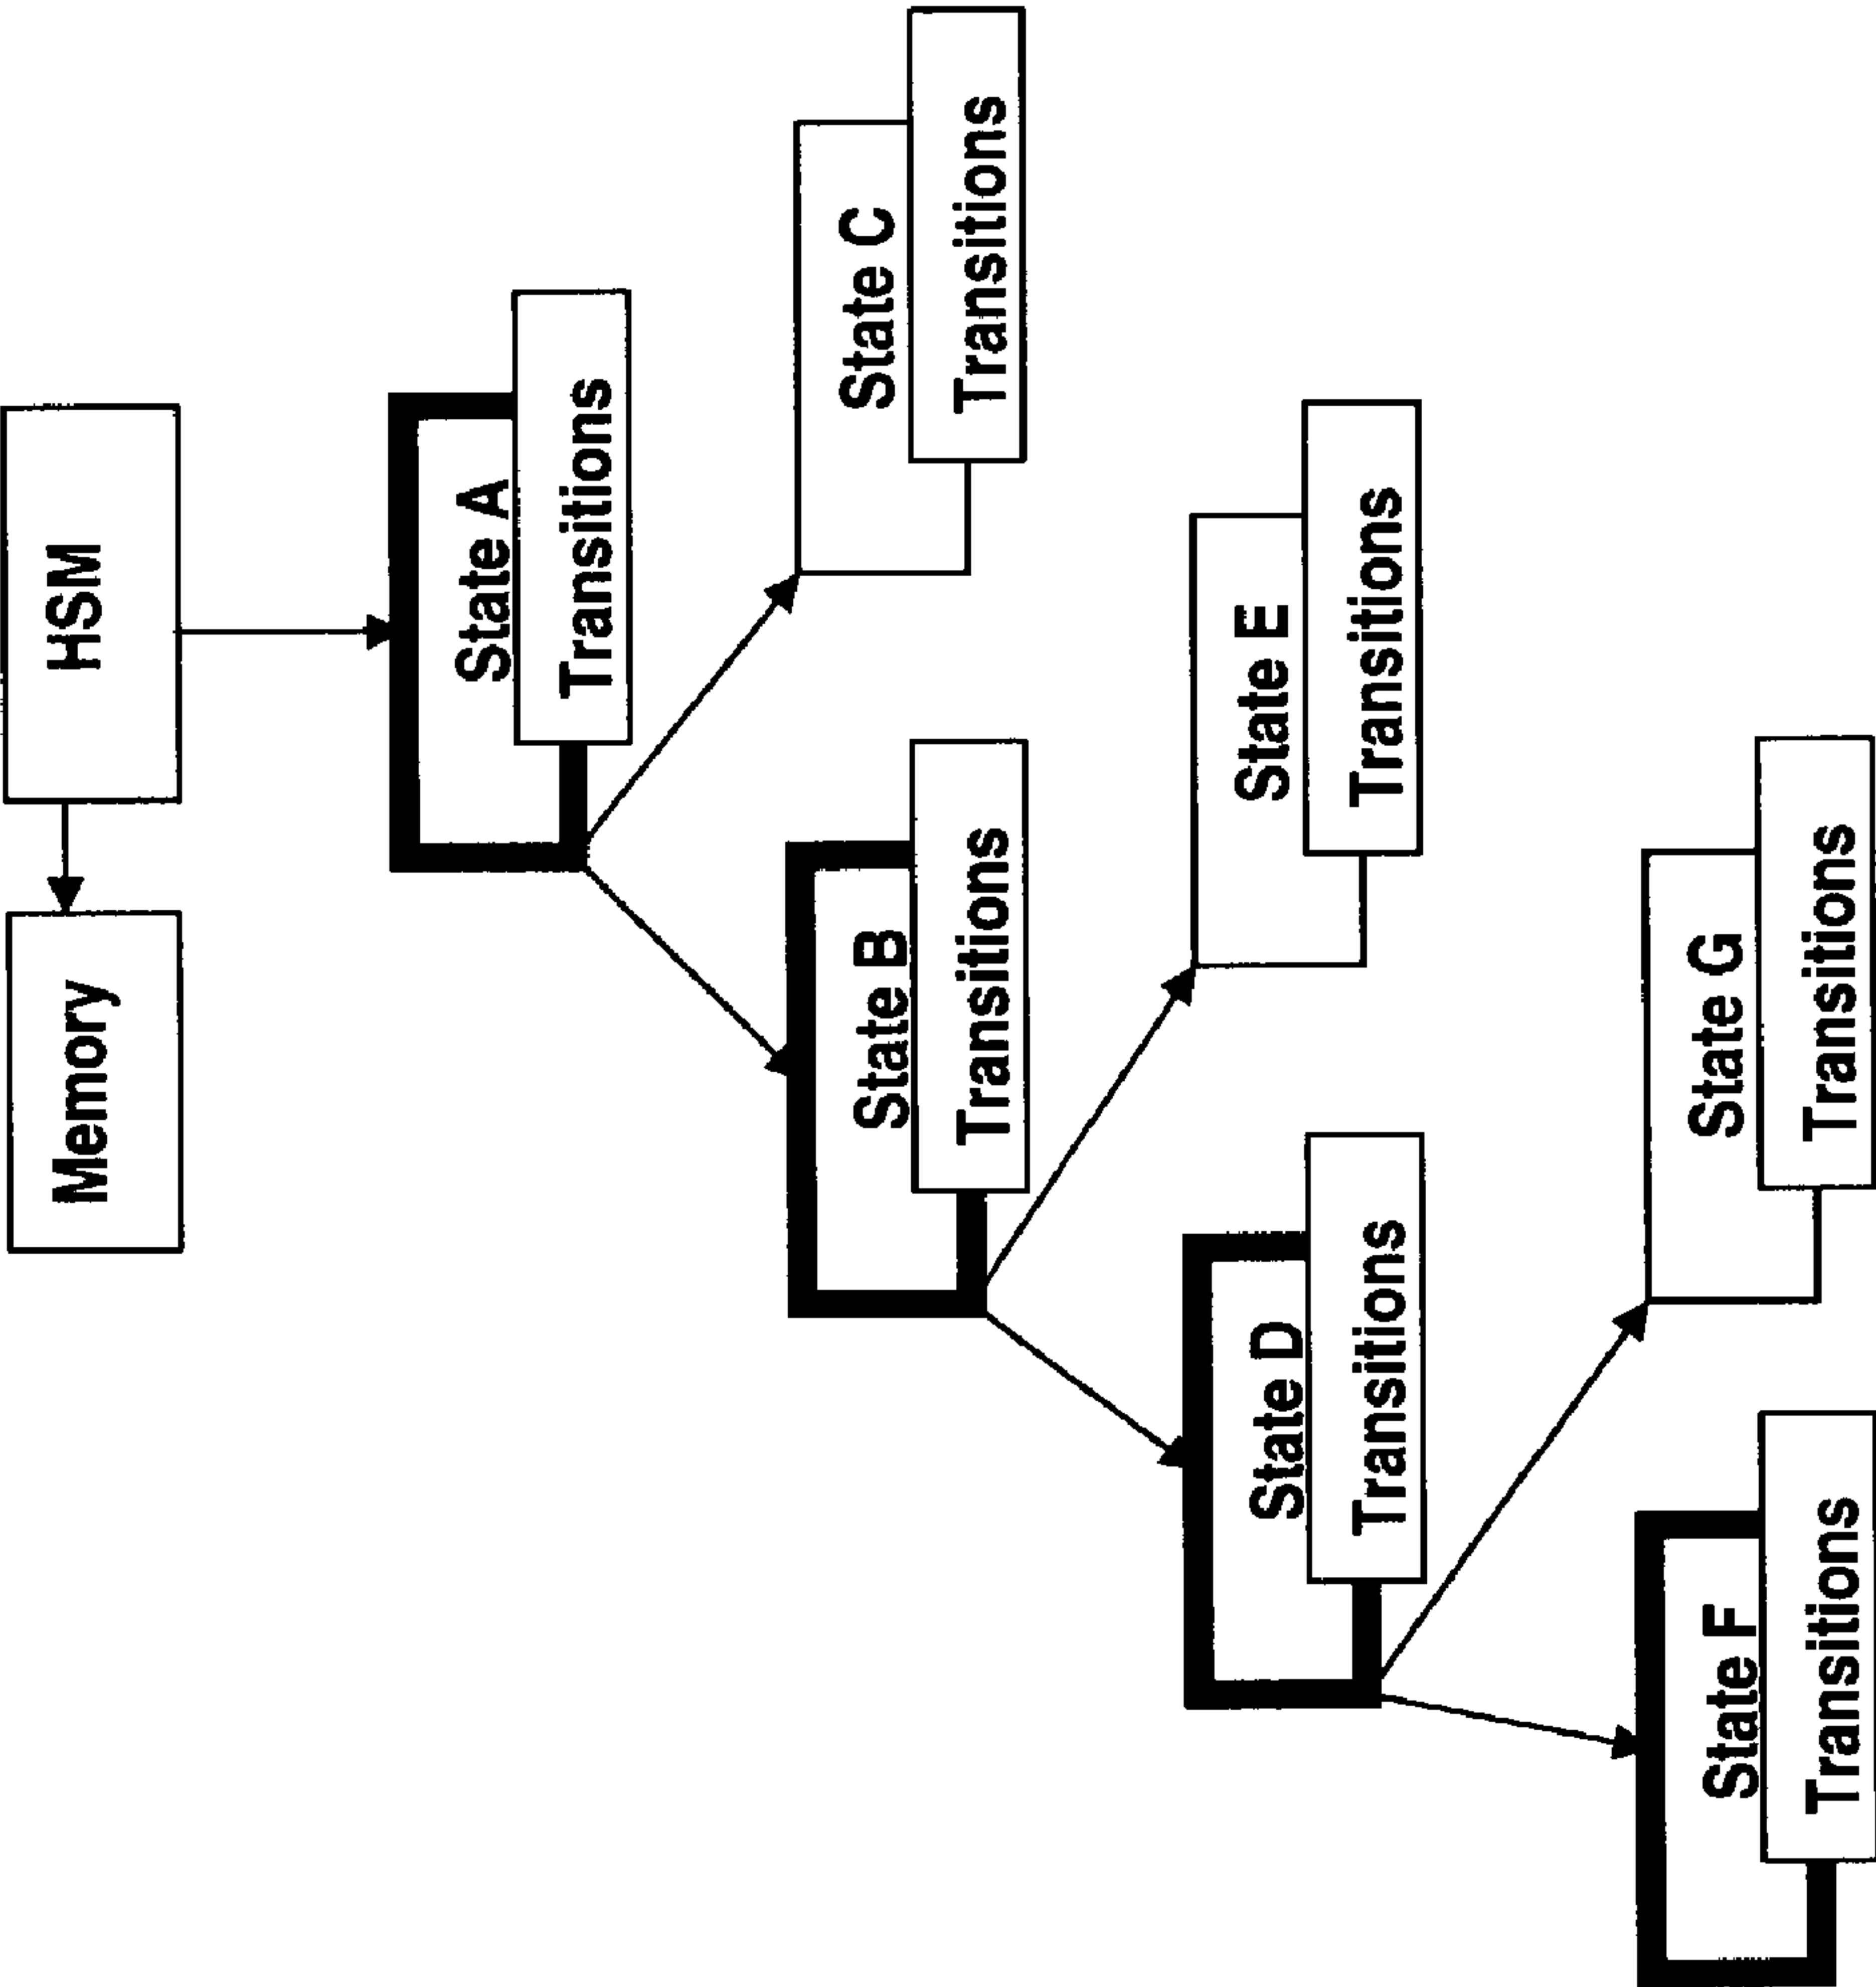 Memory
HSM
State A
Transitions
State B
Transitions
State C
Transitions
State D
Transitions
State E
Transitions
State F
Transitions
State G
Transitions